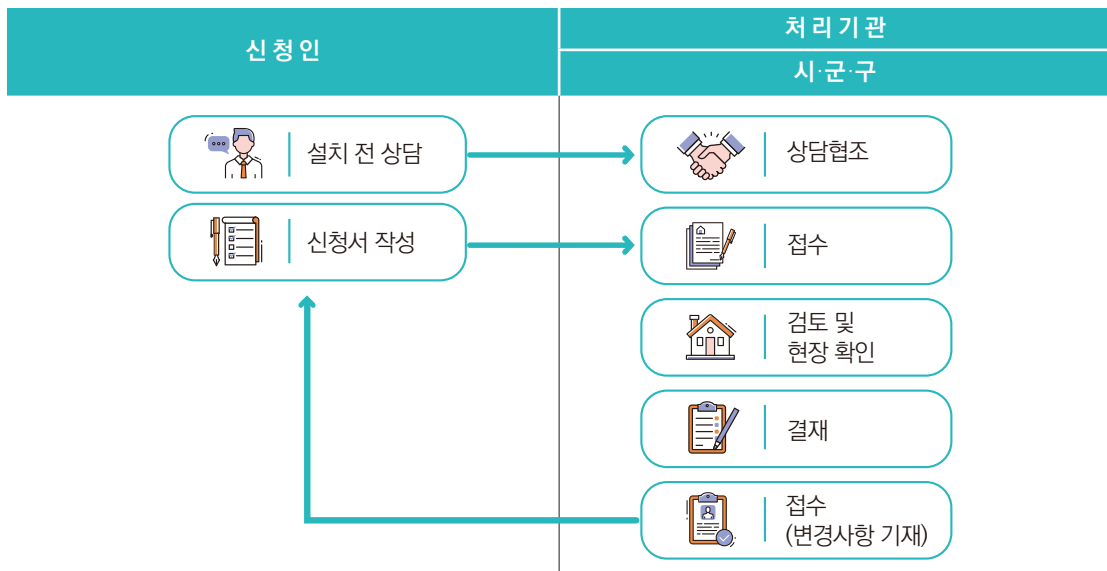 신청인
처리기관
시·군·구
설치 전 상담
상담협조
신청서 작성
접수
검토 및
현장 확인
결재
접수
(변경사항 기재)